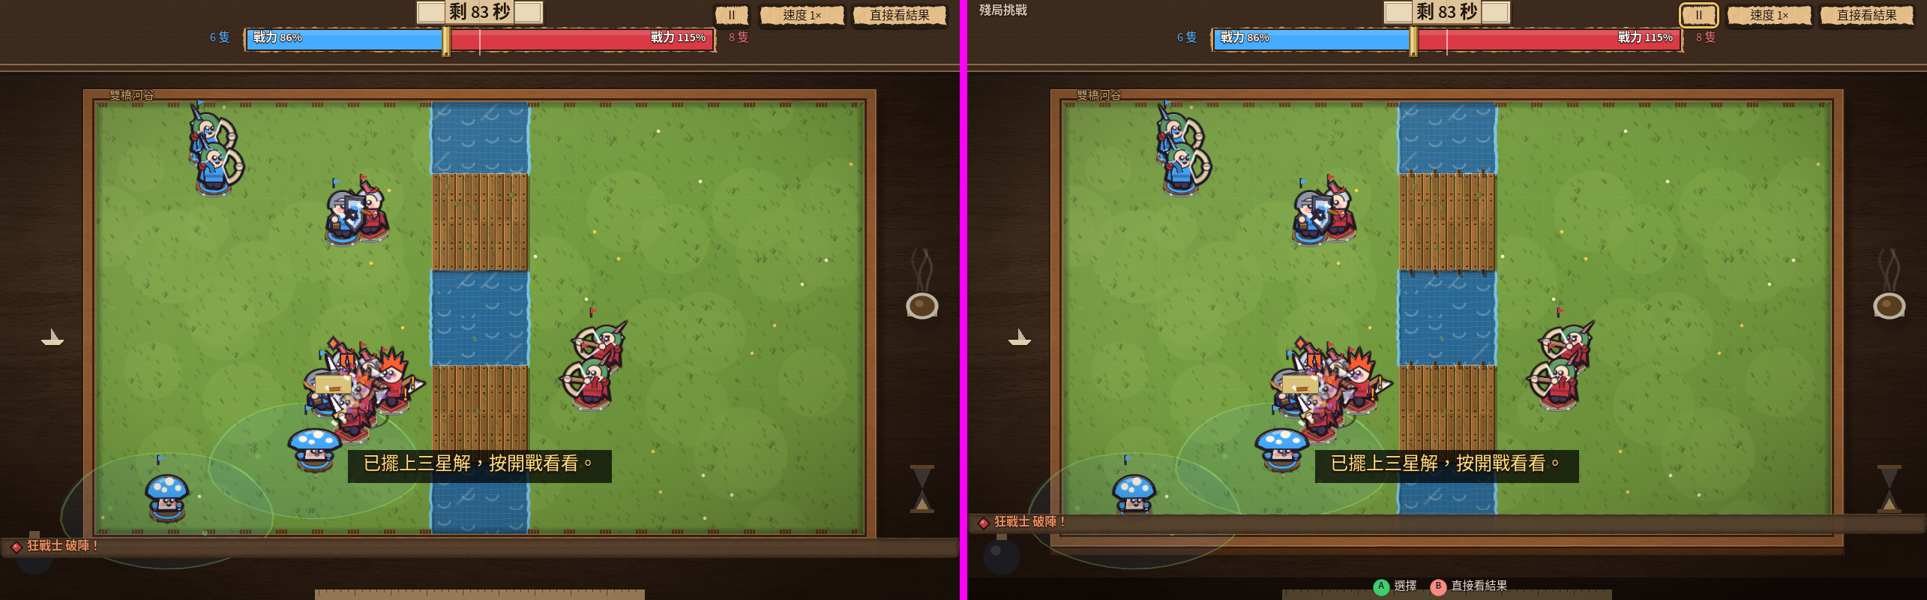 剩 83 秒
II
速度 1×
直接看結果
6 隻
戰力 86%
戰力 115%
8 隻
雙橋河谷
已擺上三星解，按開戰看看。
狂戰士 破陣！
殘局挑戰
剩 83 秒
II
速度 1×
直接看結果
6 隻
戰力 86%
戰力 115%
8 隻
雙橋河谷
已擺上三星解，按開戰看看。
狂戰士 破陣！
A 選擇 B 直接看結果